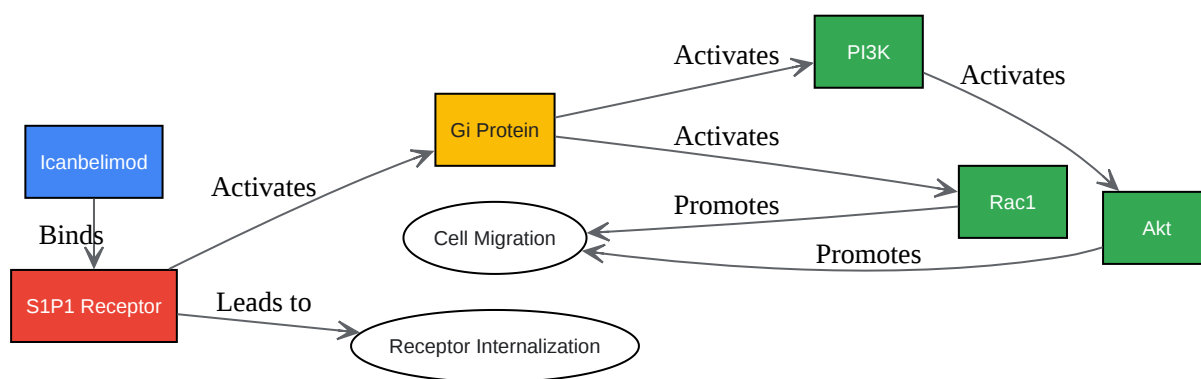 PI3K
Activates
Activates
Gi Protein
Icanbelimod
Activates
Activates
Rac1
Promotes
Akt
Binds
Cell Migration
Promotes
S1P1 Receptor
Leads to
Receptor Internalization